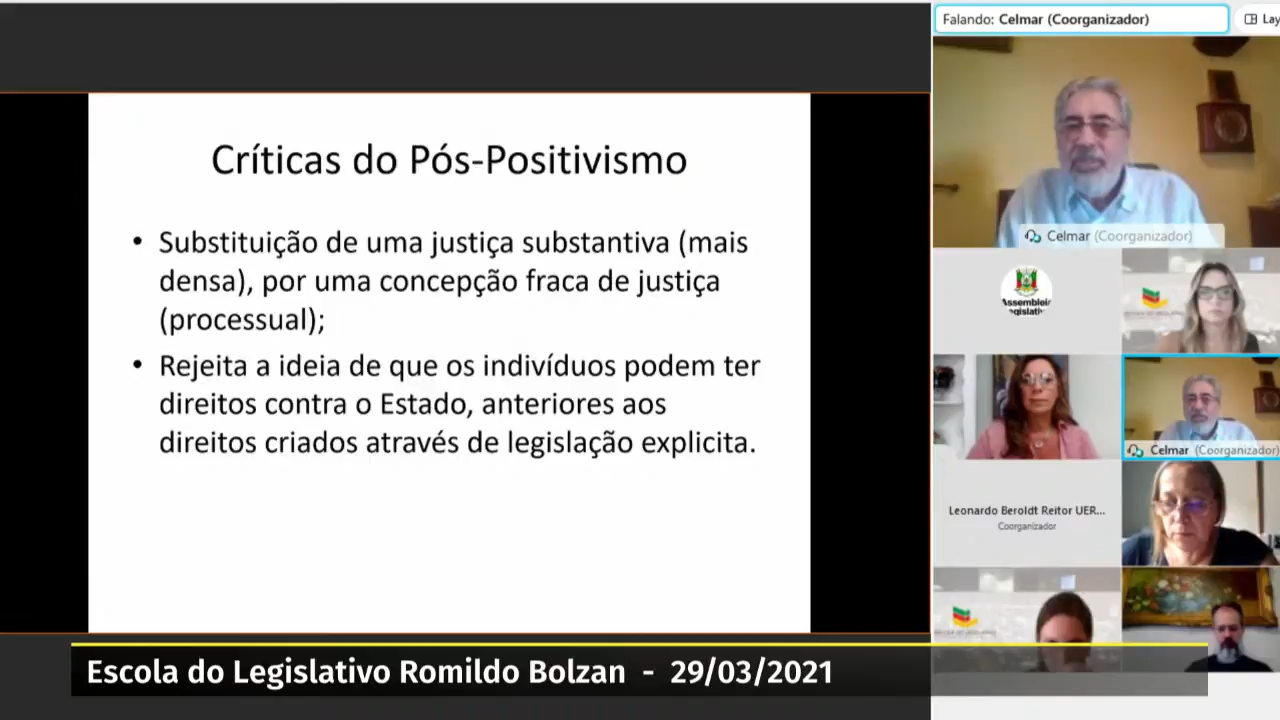 Críticas do Pós-Positivismo
• Substituição de uma justiça substantiva (mais
densa), por uma concepção fraca de justiça
(processual);
• Rejeita a ideia de que os indivíduos podem ter
direitos contra o Estado, anteriores aos
direitos criados através de legislação explicita.
Escola do Legislativo Romildo Bolzan - 29/03/2021
Falando: Celmar (Coorganizador)
Lay
Celmar (Coorganizador)
Assembleia
Legislativ
Celmar (Coorganizador)
Leonardo Beroldt Reitor UER...
Coorganizador